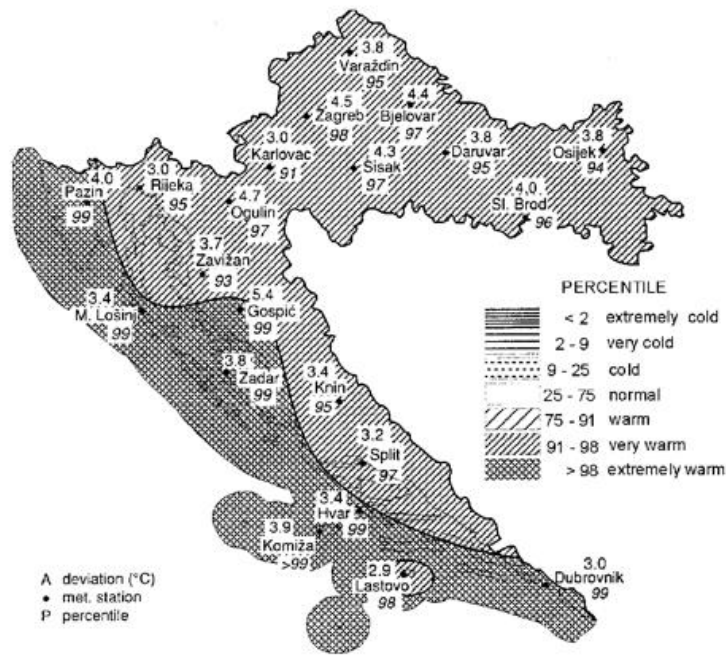 3.8
Varaždin
95
4.5
Zagreb
98
4.4
Bjelovar
97
3.0
Karlovac
91
4.3
Sisak
97
3.8
Daruvar
95
3.8
Osijek
94
4.0
Pazin
99
3.0
Rijeka
95
4.7
Ogulin
97
4.0
Sl. Brod
96
3.7
Zavižan
93
3.4
M. Lošinj
99
5.4
Gospić
99
3.8
Zadar
99
3.4
Knin
95
3.2
Split
97
3.4
Hvar
99
3.9
Komiža
>99
2.9
Lastovo
98
3.0
Dubrovnik
99
PERCENTILE
< 2 extremely cold
2 - 9 very cold
9 - 25 cold
25 - 75 normal
75 - 91 warm
91 - 98 very warm
> 98 extremely warm
A deviation (°C)
• met. station
P percentile